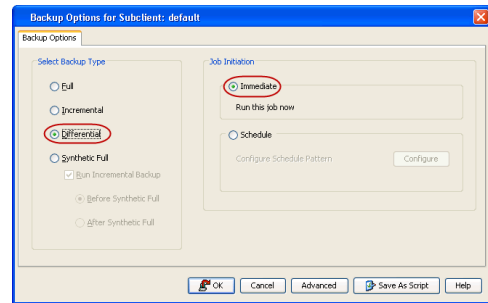 Backup Options for Subclient: default
Backup Options
Select Backup Type
Full
Incremental
Differential
Synthetic Full
Run Incremental Backup
Before Synthetic Full
After Synthetic Full
Job Initiation
Immediate
Run this job now
Schedule
Configure Schedule Pattern
Configure
OK
Cancel
Advanced
Save As Script
Help